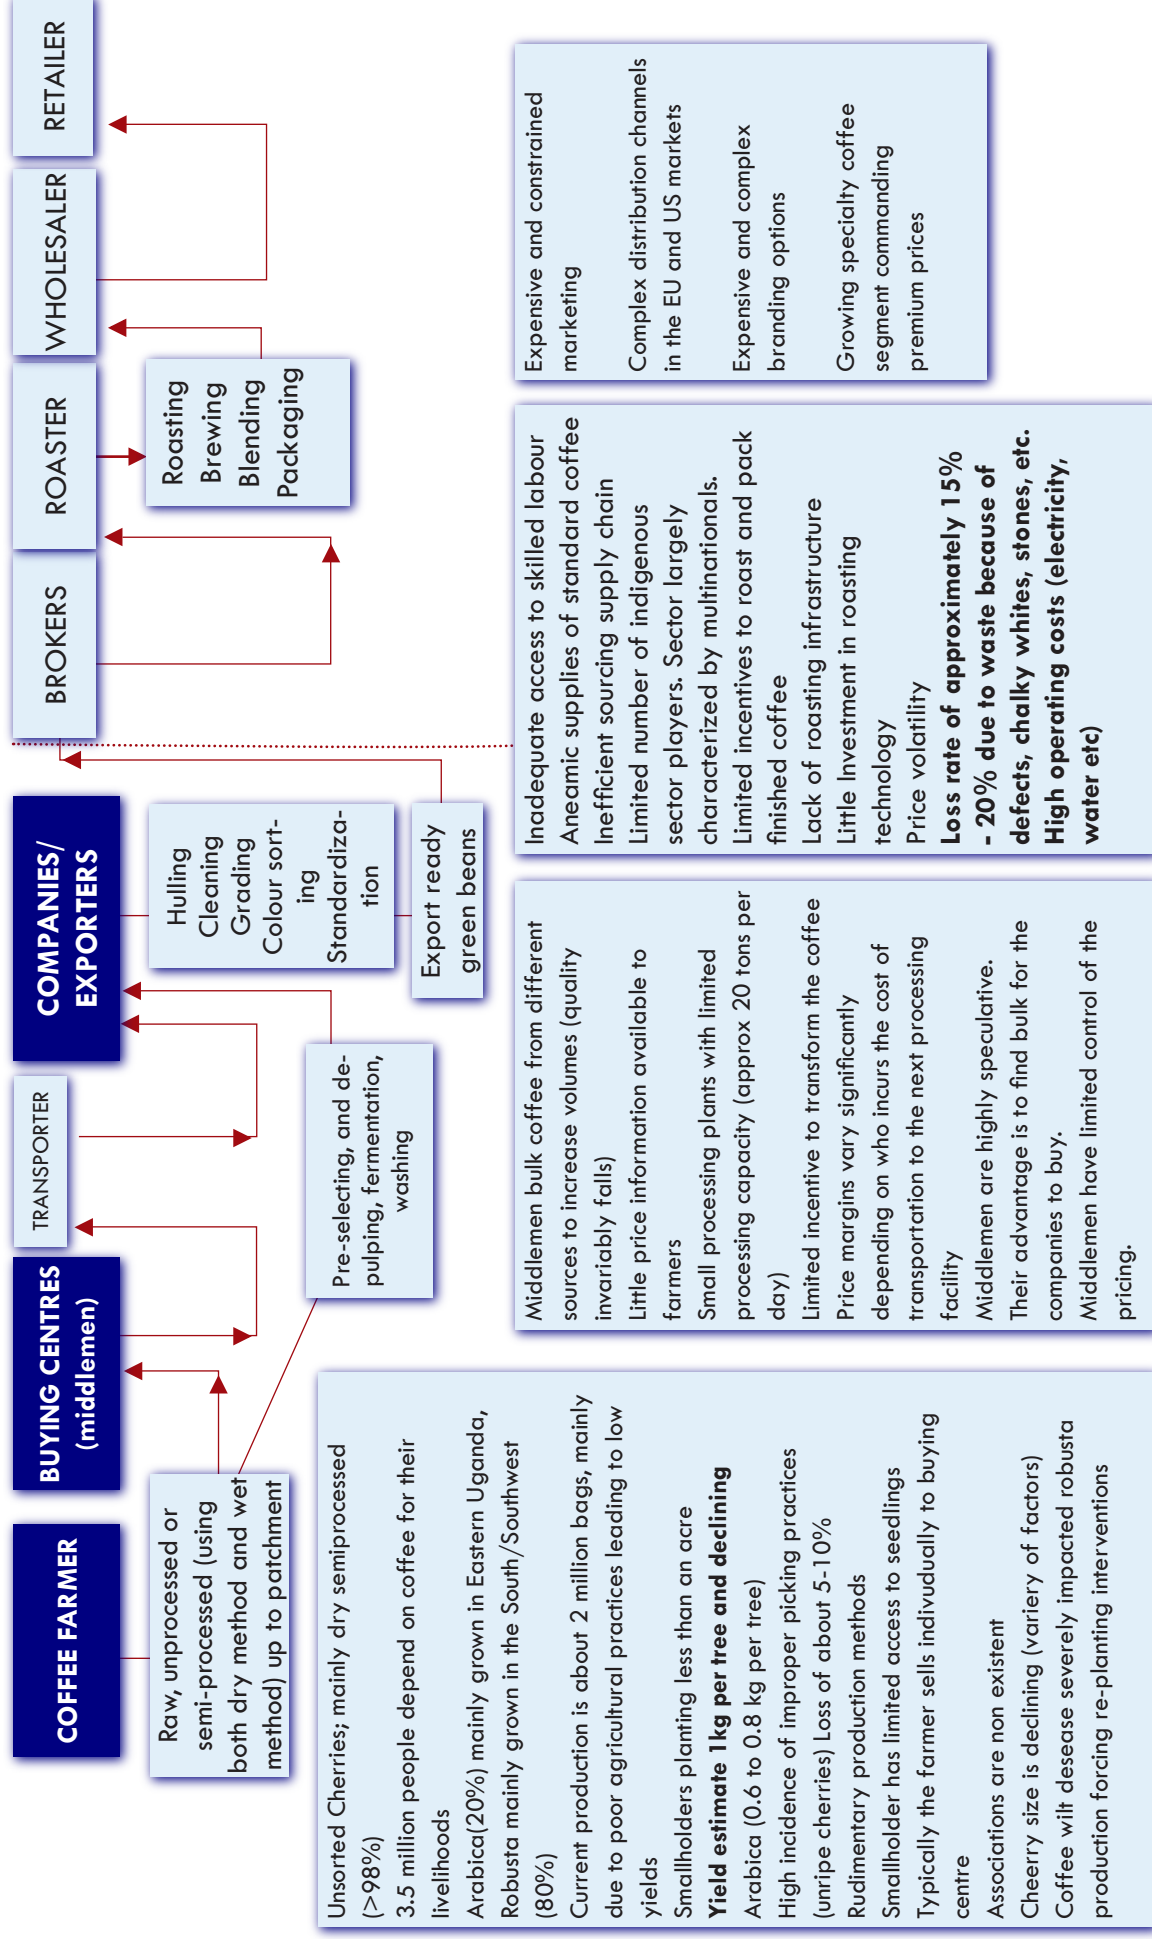 COFFEE FARMER
BUYING CENTRES
(middlemen)
TRANSPORTER
COMPANIES/
EXPORTERS
BROKERS
ROASTER
WHOLESALER
RETAILER
Raw, unprocessed or
semi-processed (using
both dry method and wet
method) up to patchment
Pre-selecting, and de-
pulping, fermentation,
washing
Hulling
Cleaning
Grading
Colour sort-
ing
Standardiza-
tion
Export ready
green beans
Roasting
Brewing
Blending
Packaging
Unsorted Cherries; mainly dry semiprocessed
(>98%)
3.5 million people depend on coffee for their
livelihoods
Arabica(20%) mainly grown in Eastern Uganda,
Robusta mainly grown in the South/Southwest
(80%)
Current production is about 2 million bags, mainly
due to poor agricultural practices leading to low
yields
Smallholders planting less than an acre
Yield estimate 1kg per tree and declining
Arabica (0.6 to 0.8 kg per tree)
High incidence of improper picking practices
(unripe cherries) Loss of about 5-10%
Rudimentary production methods
Smallholder has limited access to seedlings
Typically the farmer sells indivudually to buying
centre
Associations are non existent
Cherry size is declining (variery of factors)
Coffee wilt desease severely impacted robusta
production forcing re-planting interventions
Middlemen bulk coffee from different
sources to increase volumes (quality
invariably falls)
Little price information available to
farmers
Small processing plants with limited
processing capacity (approx 20 tons per
day)
Limited incentive to transform the coffee
Price margins vary significantly
depending on who incurs the cost of
transportation to the next processing
facility
Middlemen are highly speculative.
Their advantage is to find bulk for the
companies to buy.
Middlemen have limited control of the
pricing.
Inadequate access to skilled labour
Aneamic supplies of standard coffee
Inefficient sourcing supply chain
Limited number of indigenous
sector players. Sector largely
characterized by multinationals.
Limited incentives to roast and pack
finished coffee
Lack of roasting infrastructure
Little Investment in roasting
technology
Price volatility
Loss rate of approximately 15%
- 20% due to waste because of
defects, chalky whites, stones, etc.
High operating costs (electricity,
water etc)
Expensive and constrained
marketing
Complex distribution channels
in the EU and US markets
Expensive and complex
branding options
Growing specialty coffee
segment commanding
premium prices